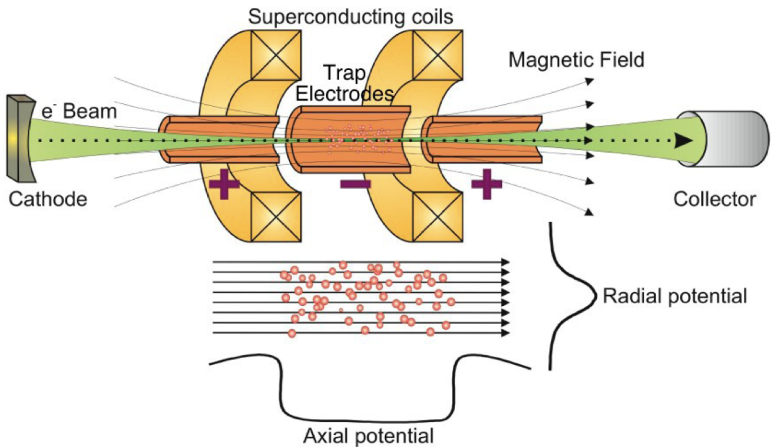 Superconducting coils
Magnetic Field
Trap
Electrodes
e⁻ Beam
Cathode
+
−
+
Collector
Radial potential
Axial potential